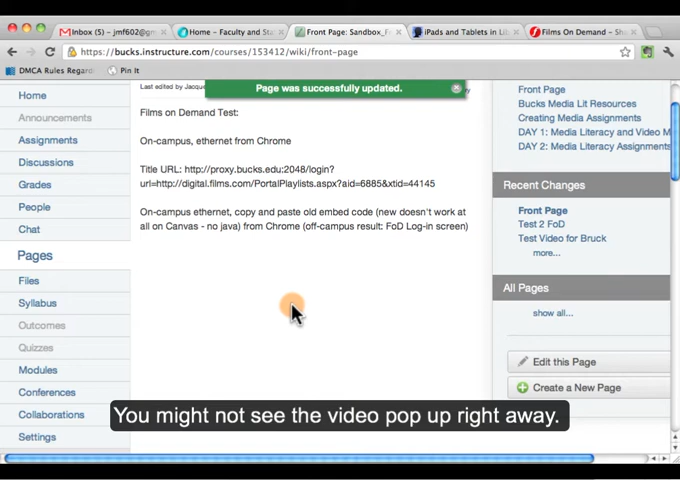 Inbox (5) - jmf602@gm
Home - Faculty and Sta
Front Page: Sandbox_F
iPads and Tablets in Lib
Films On Demand - Sh
https://bucks.instructure.com/courses/153412/wiki/front-page
DMCA Rules Regardi
Pin It
Last edited by Jacque
Page was successfully updated.
Home
Announcements
Assignments
Discussions
Grades
People
Chat
Pages
Files
Syllabus
Outcomes
Quizzes
Modules
Conferences
Collaborations
Settings
Films on Demand Test:
On-campus, ethernet from Chrome
Title URL: http://proxy.bucks.edu:2048/login?
url=http://digital.films.com/PortalPlaylists.aspx?aid=6885&xtid=44145
On-campus ethernet, copy and paste old embed code (new doesn't work
at all on Canvas - no java) from Chrome (off-campus result: FoD Log-in screen)
Front Page
Bucks Media Lit Resources
Creating Media Assignments
DAY 1: Media Literacy and Video M
DAY 2: Media Literacy Assignments
Recent Changes
Front Page
Test 2 FoD
Test Video for Bruck
more...
All Pages
show all...
Edit this Page
Create a New Page
You might not see the video pop up right away.